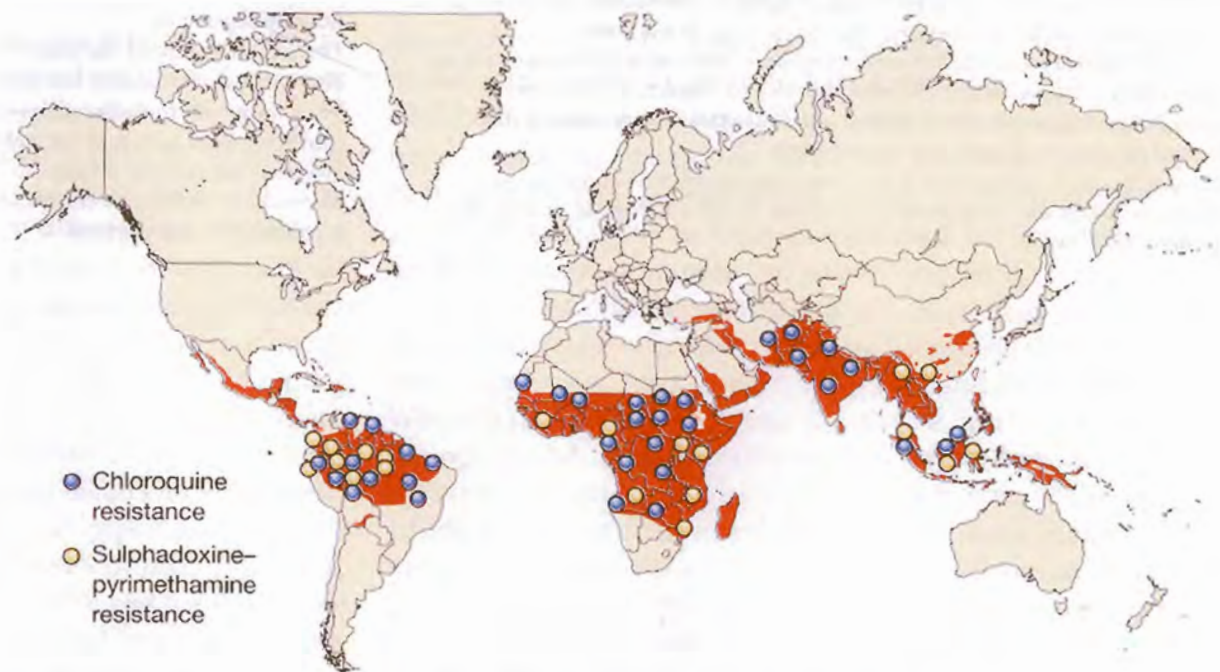 Chloroquine
resistance
Sulphadoxine–
pyrimethamine
resistance